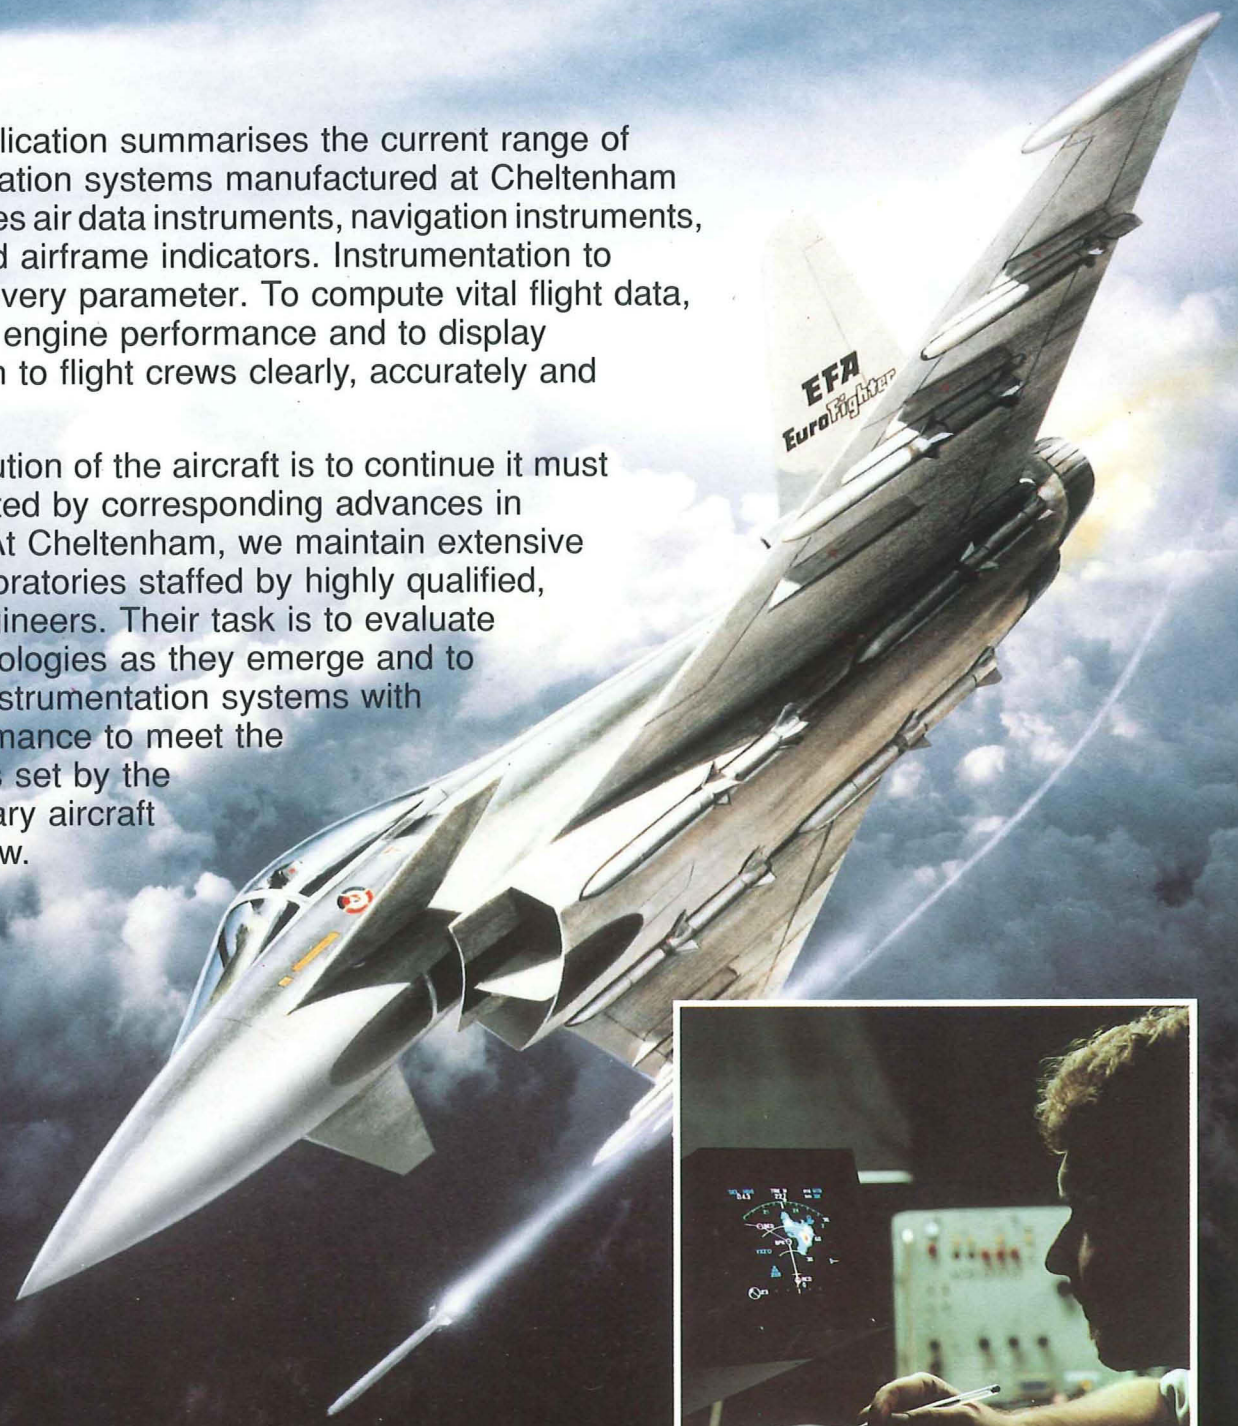 lication summarises the current range of
ation systems manufactured at Cheltenham
es air data instruments, navigation instruments,
d airframe indicators. Instrumentation to
very parameter. To compute vital flight data,
engine performance and to display
n to flight crews clearly, accurately and
ution of the aircraft is to continue it must
ted by corresponding advances in
At Cheltenham, we maintain extensive
oratories staffed by highly qualified,
gineers. Their task is to evaluate
ologies as they emerge and to
strumentation systems with
mance to meet the
s set by the
ary aircraft
w.
EFA
EuroFighter